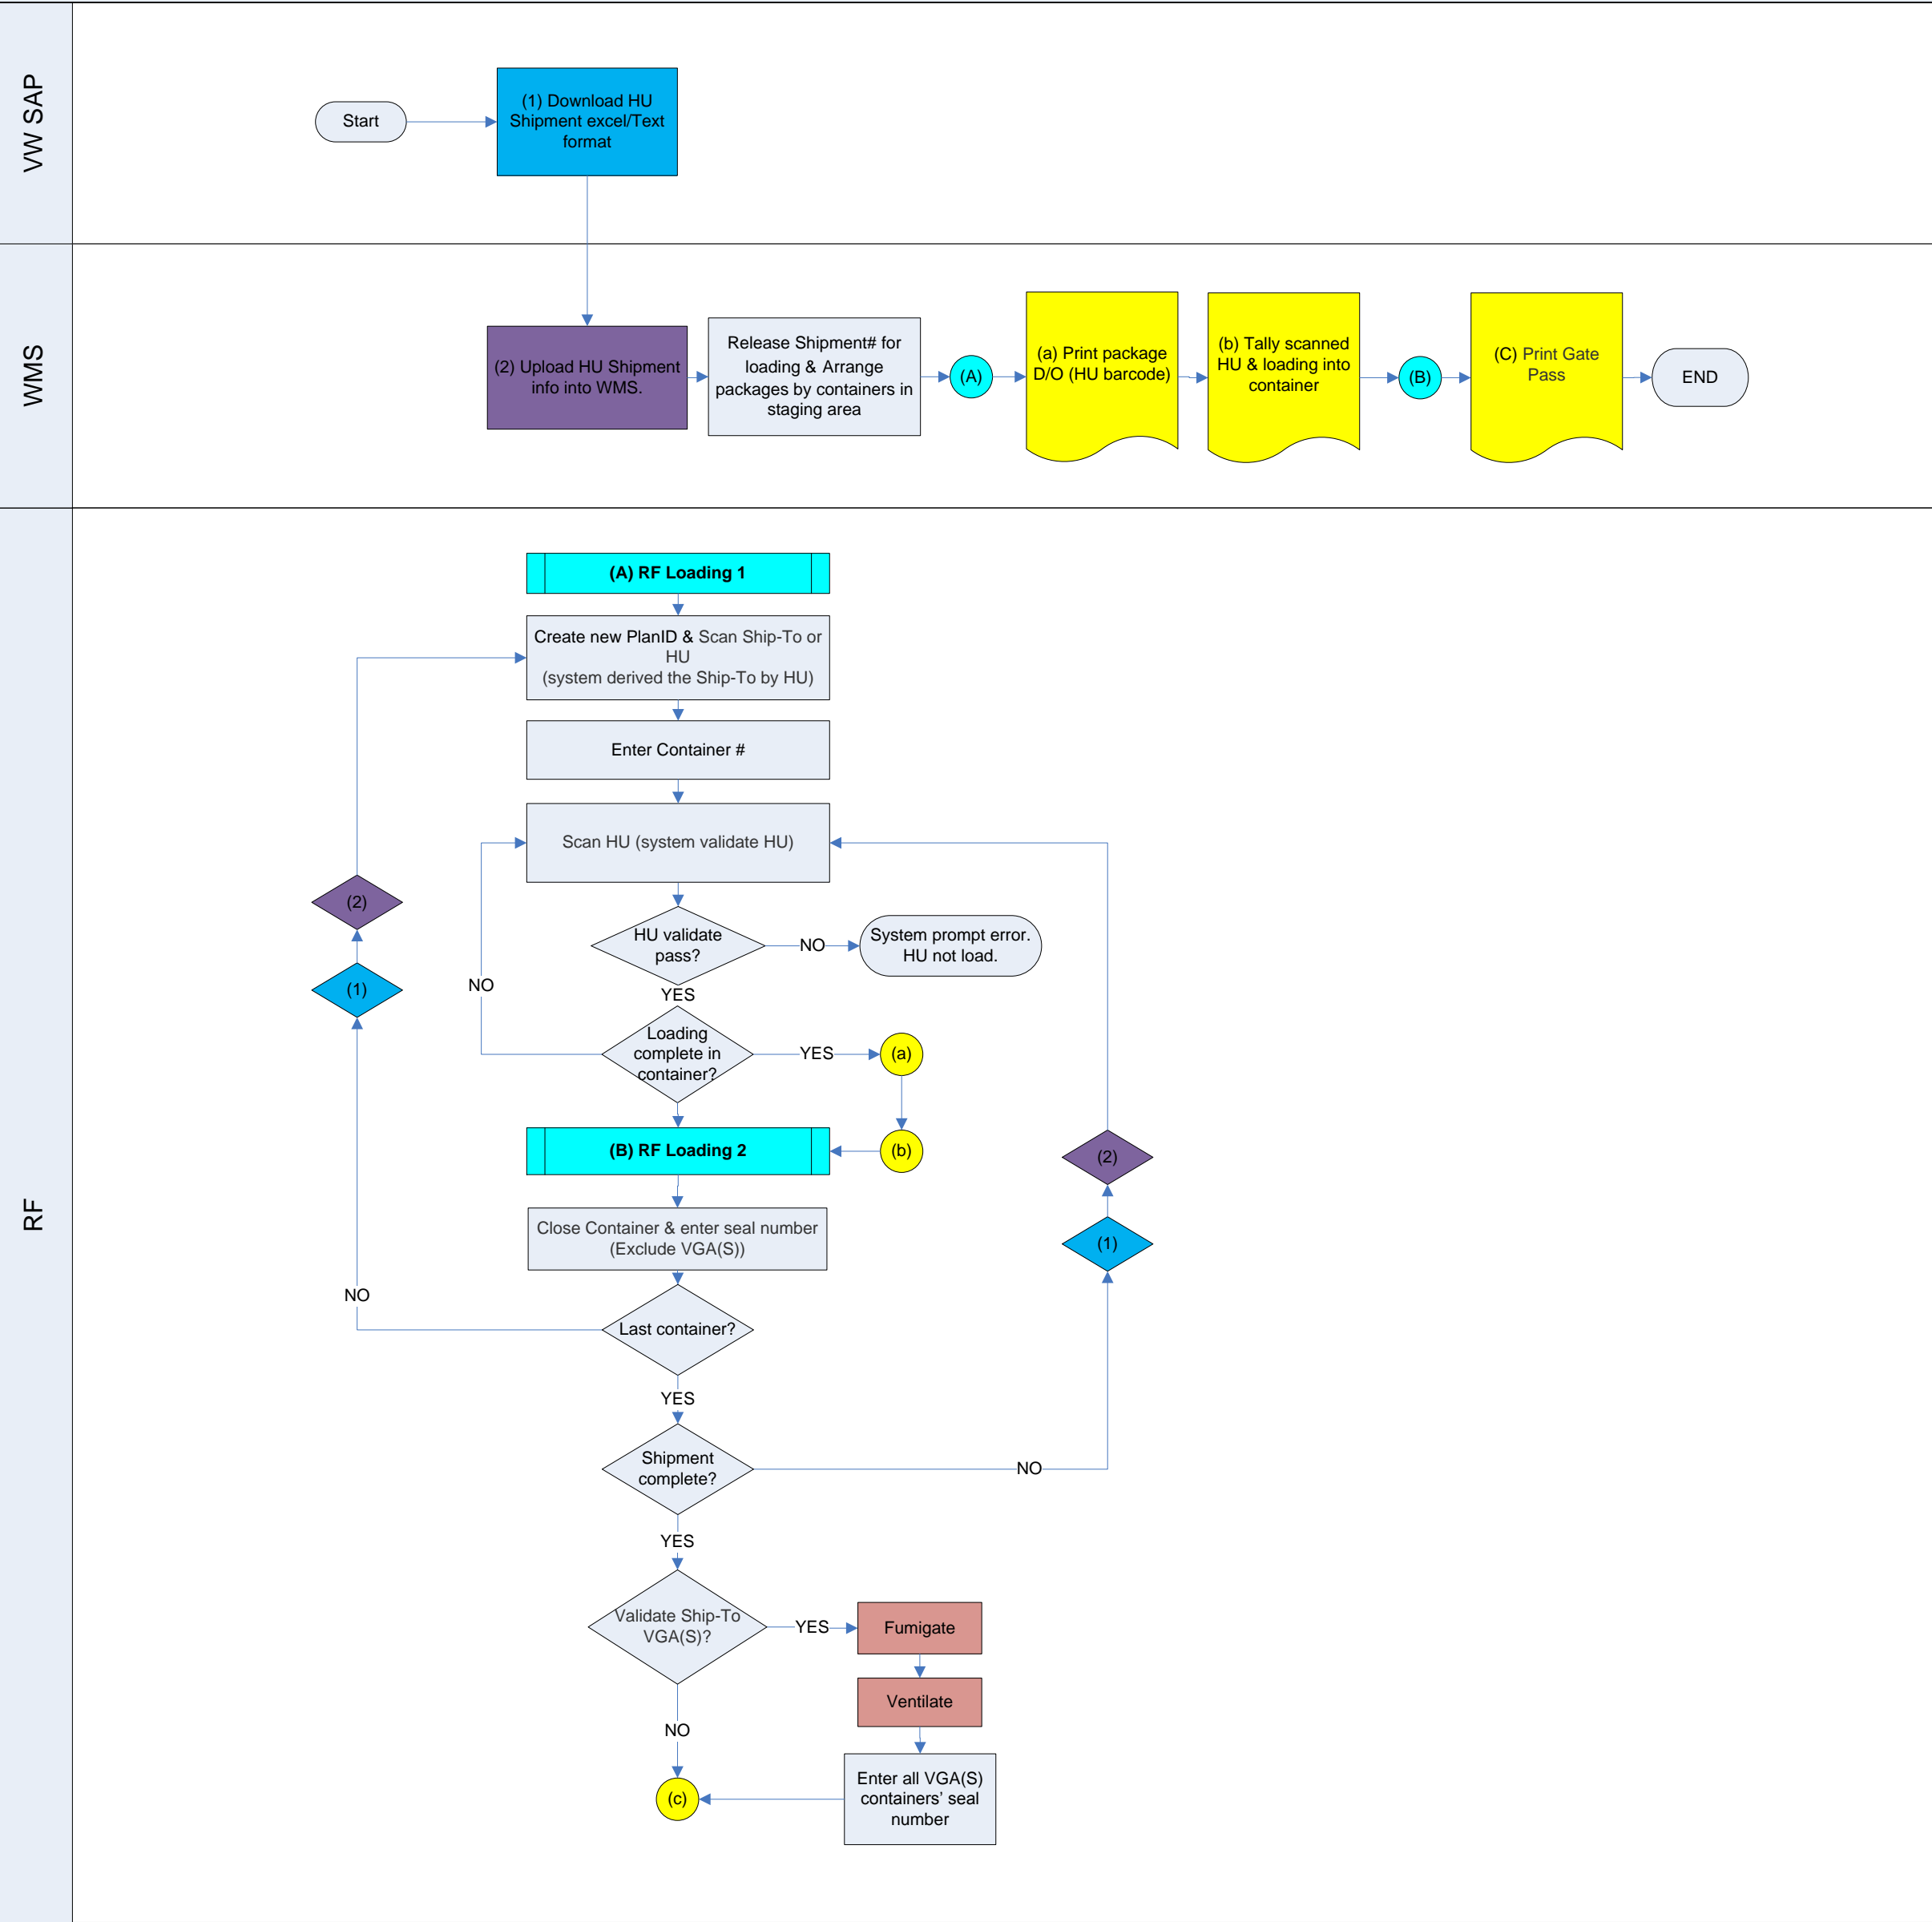 VW SAP
Start
(1) Download HU
Shipment excel/Text
format
WMS
(2) Upload HU Shipment
info into WMS.
Release Shipment# for
loading & Arrange
packages by containers in
staging area
(A)
(a) Print package
D/O (HU barcode)
(b) Tally scanned
HU & loading into
container
(B)
(C) Print Gate
Pass
END
RF
(A) RF Loading 1
Create new PlanID & Scan Ship-To or
HU
(system derived the Ship-To by HU)
Enter Container #
Scan HU (system validate HU)
(2)
HU validate
pass?
NO
System prompt error.
HU not load.
(1)
NO
YES
Loading
complete in
container?
YES
(a)
(B) RF Loading 2
(b)
(2)
Close Container & enter seal number
(Exclude VGA(S))
(1)
NO
Last container?
YES
Shipment
complete?
NO
YES
Validate Ship-To
VGA(S)?
YES
Fumigate
Ventilate
NO
Enter all VGA(S)
containers’ seal
number
(c)